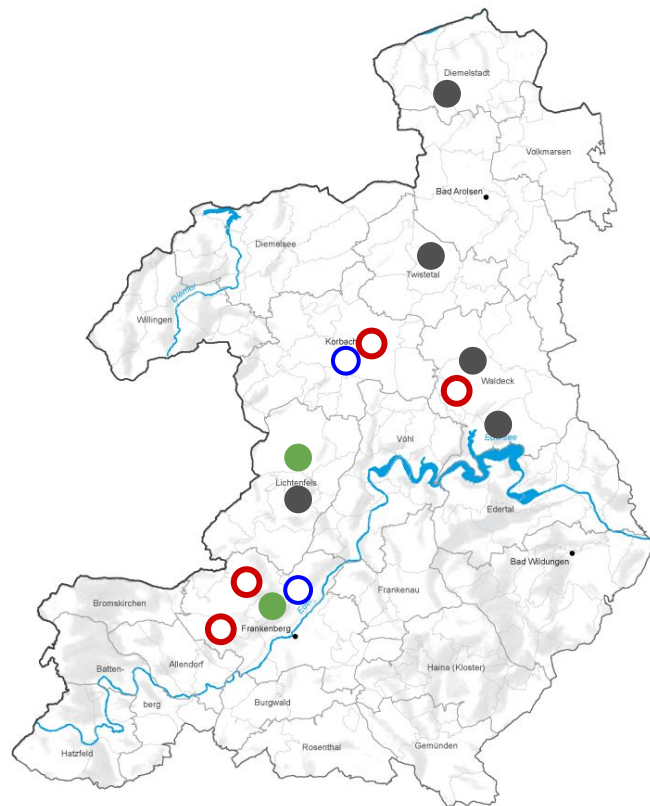 Diemelstadt
Volkmarsen
Bad Arolsen
Diemelsee
Twistetal
Diemel
Willingen
Korbach
Waldeck
Vöhl
Edersee
Lichtenfels
Edertal
Bad Wildungen
Frankenau
Bromskirchen
Eder
Frankenberg
Allendorf
Batten-
Haina (Kloster)
berg
Burgwald
Rosenthal
Gemünden
Hatzfeld